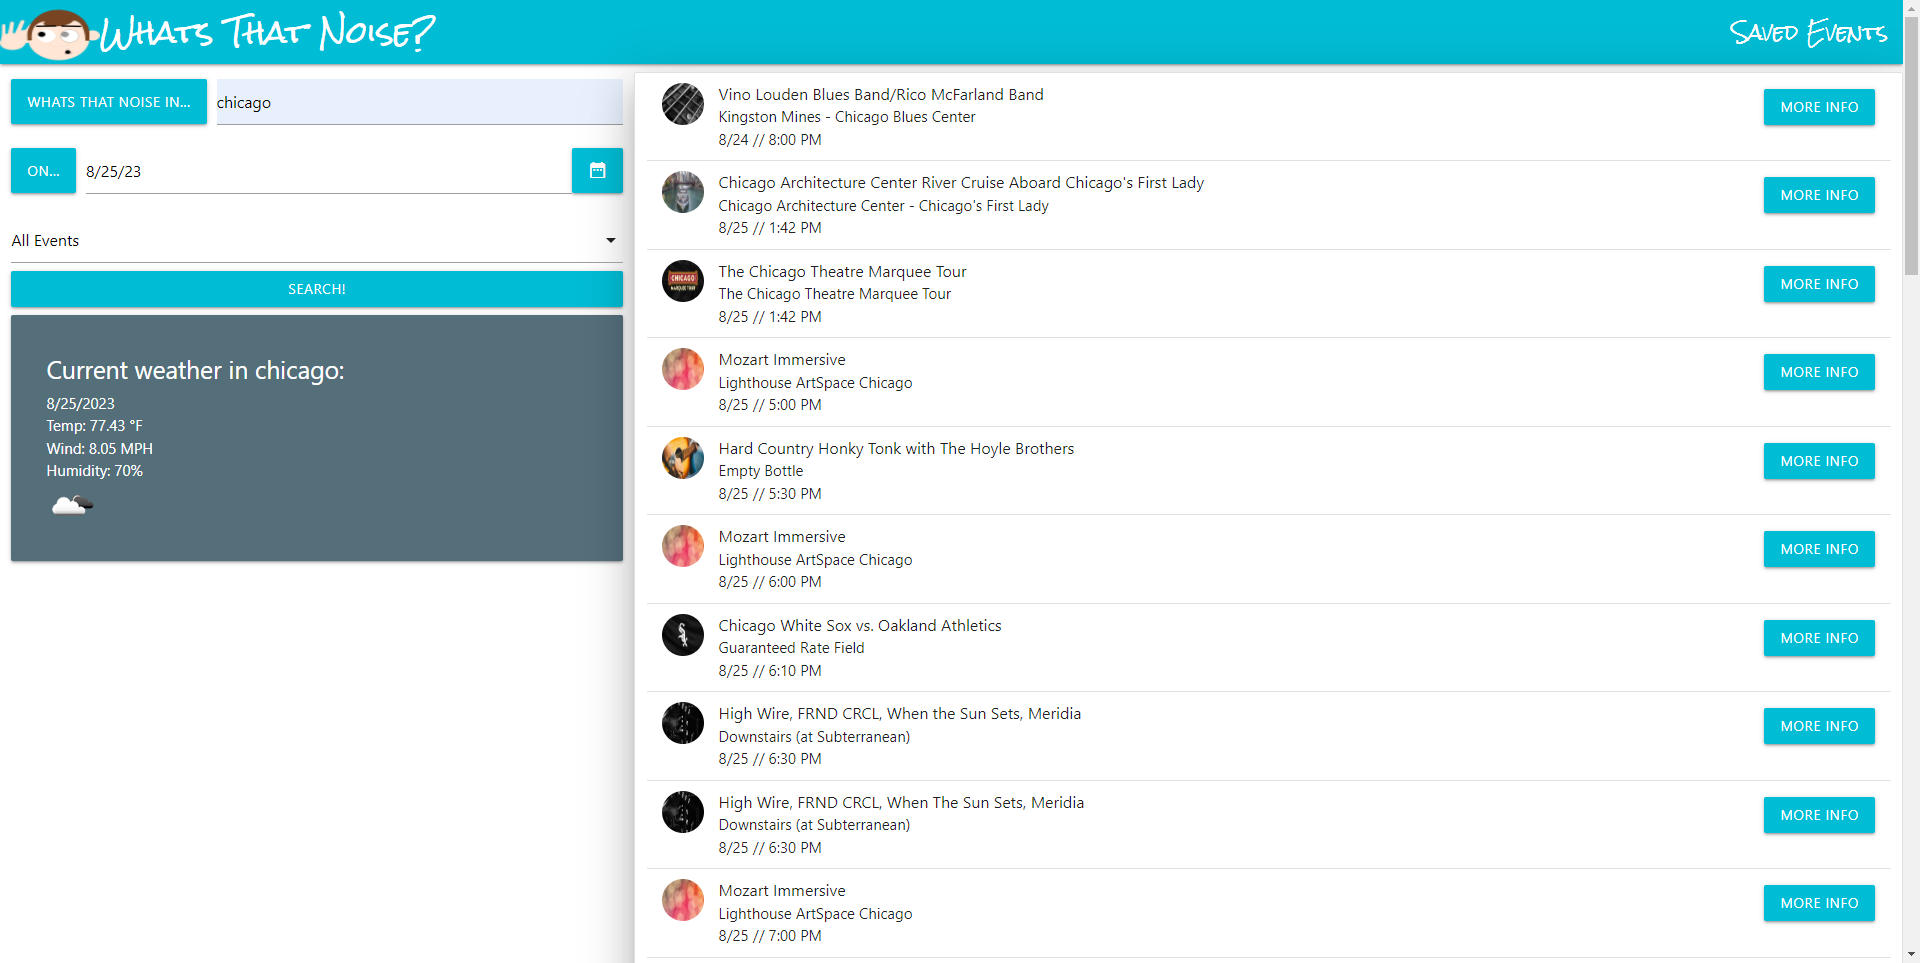 Whats That Noise?
Saved Events
WHATS THAT NOISE IN...
chicago
ON...
8/25/23
All Events
SEARCH!
Current weather in chicago:
8/25/2023
Temp: 77.43 °F
Wind: 8.05 MPH
Humidity: 70%
Vino Louden Blues Band/Rico McFarland Band
Kingston Mines - Chicago Blues Center
8/24 // 8:00 PM
MORE INFO
Chicago Architecture Center River Cruise Aboard Chicago's First Lady
Chicago Architecture Center - Chicago's First Lady
8/25 // 1:42 PM
MORE INFO
CHICAGO
MARQUEE TOUR
The Chicago Theatre Marquee Tour
The Chicago Theatre Marquee Tour
8/25 // 1:42 PM
MORE INFO
Mozart Immersive
Lighthouse ArtSpace Chicago
8/25 // 5:00 PM
MORE INFO
Hard Country Honky Tonk with The Hoyle Brothers
Empty Bottle
8/25 // 5:30 PM
MORE INFO
Mozart Immersive
Lighthouse ArtSpace Chicago
8/25 // 6:00 PM
MORE INFO
Chicago White Sox vs. Oakland Athletics
Guaranteed Rate Field
8/25 // 6:10 PM
MORE INFO
High Wire, FRND CRCL, When the Sun Sets, Meridia
Downstairs (at Subterranean)
8/25 // 6:30 PM
MORE INFO
High Wire, FRND CRCL, When The Sun Sets, Meridia
Downstairs (at Subterranean)
8/25 // 6:30 PM
MORE INFO
Mozart Immersive
Lighthouse ArtSpace Chicago
8/25 // 7:00 PM
MORE INFO